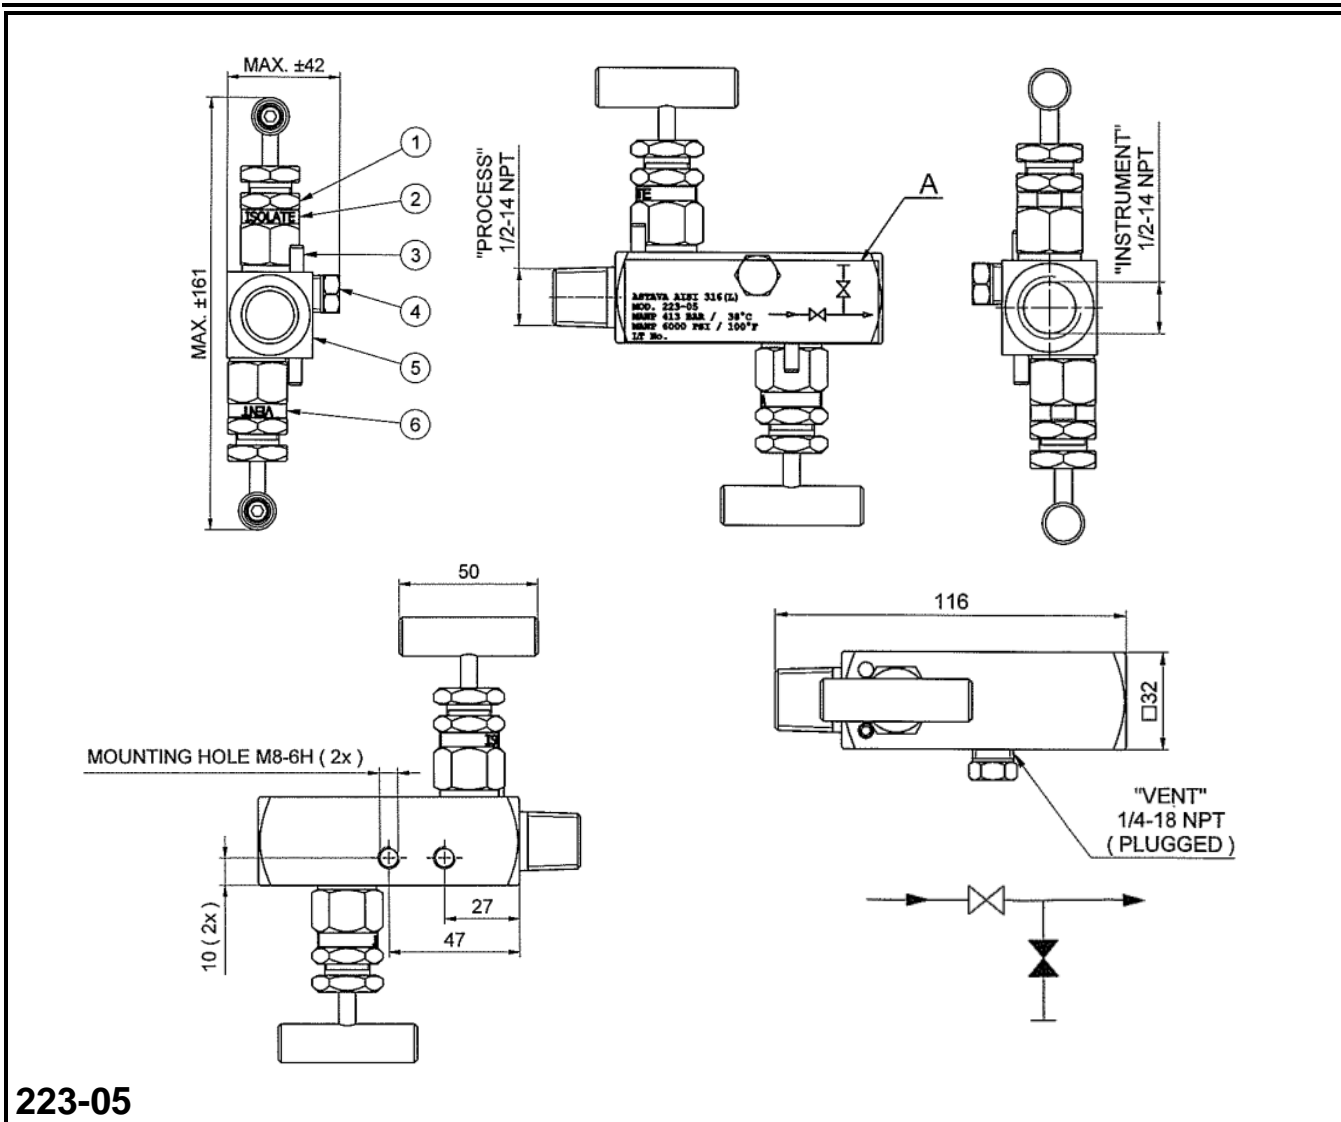 MAX. ±42
MAX. ±161
1
2
3
4
5
6
ISOLATE
VENT
"PROCESS"
1/2-14 NPT
TE
A
ASTAVA AISI 316(L)
MOD. 223-05
MAWP 413 BAR / 38°C
MAWP 6000 PSI / 100°F
LT No.
"INSTRUMENT"
1/2-14 NPT
50
MOUNTING HOLE M8-6H ( 2x )
10 ( 2x )
27
47
116
□32
"VENT"
1/4-18 NPT
( PLUGGED )
223-05